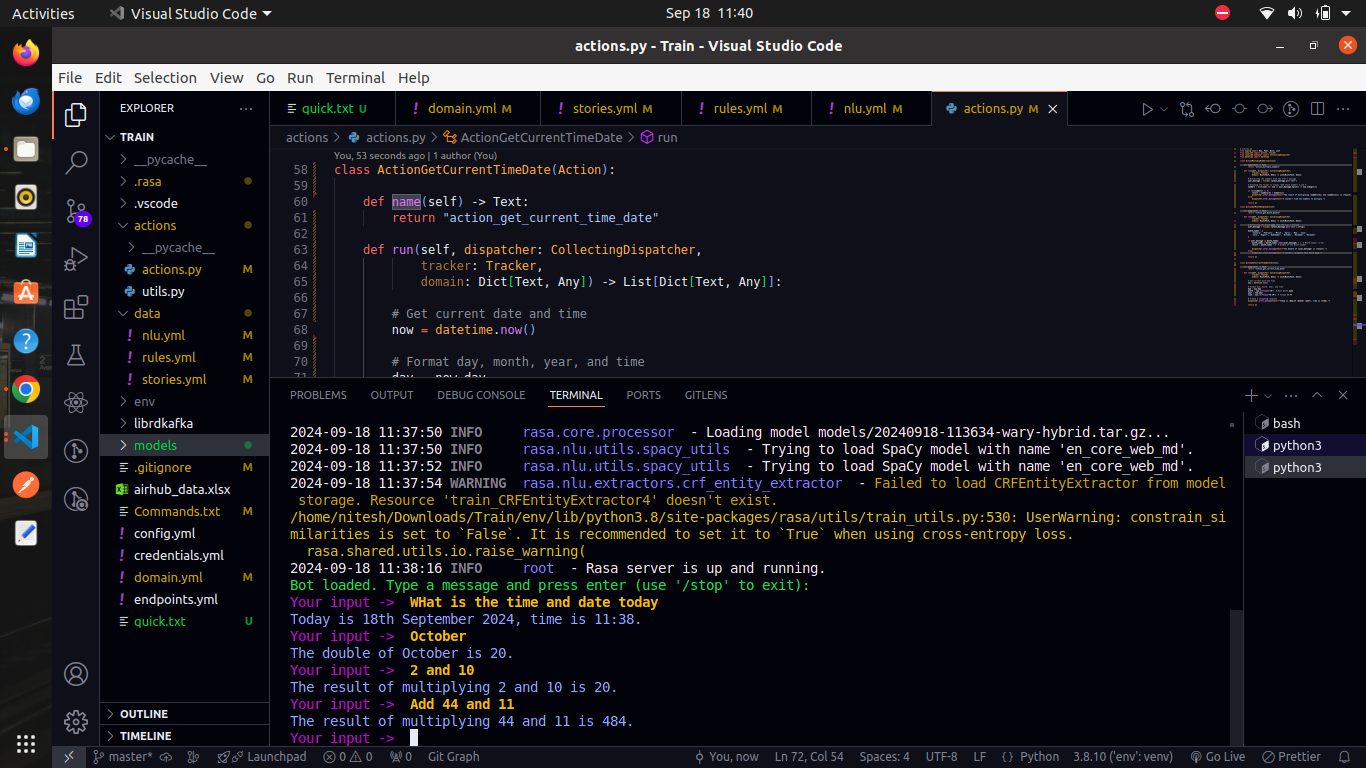 Activities
Visual Studio Code
Sep 18 11:40
actions.py - Train - Visual Studio Code
File Edit Selection View Go Run Terminal Help
EXPLORER
TRAIN
__pycache__
.rasa
.vscode
actions
__pycache__
actions.py M
utils.py
data
nlu.yml M
rules.yml M
stories.yml M
env
librdkafka
models
.gitignore M
airhub_data.xlsx
Commands.txt M
config.yml
credentials.yml
domain.yml M
endpoints.yml
quick.txt U
OUTLINE
TIMELINE
78
quick.txt U
domain.yml M
stories.yml M
rules.yml M
nlu.yml M
actions.py M
actions > actions.py > ActionGetCurrentTimeDate > run
You, 53 seconds ago | 1 author (You)
58 class ActionGetCurrentTimeDate(Action):
59
60 def name(self) -> Text:
61 return "action_get_current_time_date"
62
63 def run(self, dispatcher: CollectingDispatcher,
64 tracker: Tracker,
65 domain: Dict[Text, Any]) -> List[Dict[Text, Any]]:
66
67 # Get current date and time
68 now = datetime.now()
69
70 # Format day, month, year, and time
71 day = now.day
PROBLEMS OUTPUT DEBUG CONSOLE TERMINAL PORTS GITLENS
bash
python3
python3
2024-09-18 11:37:50 INFO rasa.core.processor - Loading model models/20240918-113634-wary-hybrid.tar.gz...
2024-09-18 11:37:50 INFO rasa.nlu.utils.spacy_utils - Trying to load SpaCy model with name 'en_core_web_md'.
2024-09-18 11:37:52 INFO rasa.nlu.utils.spacy_utils - Trying to load SpaCy model with name 'en_core_web_md'.
2024-09-18 11:37:54 WARNING rasa.nlu.extractors.crf_entity_extractor - Failed to load CRFEntityExtractor from model
storage. Resource 'train_CRFEntityExtractor4' doesn't exist.
/home/nitesh/Downloads/Train/env/lib/python3.8/site-packages/rasa/utils/train_utils.py:530: UserWarning: constrain_si
milarities is set to `False`. It is recommended to set it to `True` when using cross-entropy loss.
rasa.shared.utils.io.raise_warning(
2024-09-18 11:38:16 INFO root - Rasa server is up and running.
Bot loaded. Type a message and press enter (use '/stop' to exit):
Your input -> WHat is the time and date today
Today is 18th September 2024, time is 11:38.
Your input -> October
The double of October is 20.
Your input -> 2 and 10
The result of multiplying 2 and 10 is 20.
Your input -> Add 44 and 11
The result of multiplying 44 and 11 is 484.
Your input ->
master* Launchpad 0 0 0 Git Graph You, now Ln 72, Col 54 Spaces: 4 UTF-8 LF { } Python 3.8.10 ('env': venv) Go Live Prettier